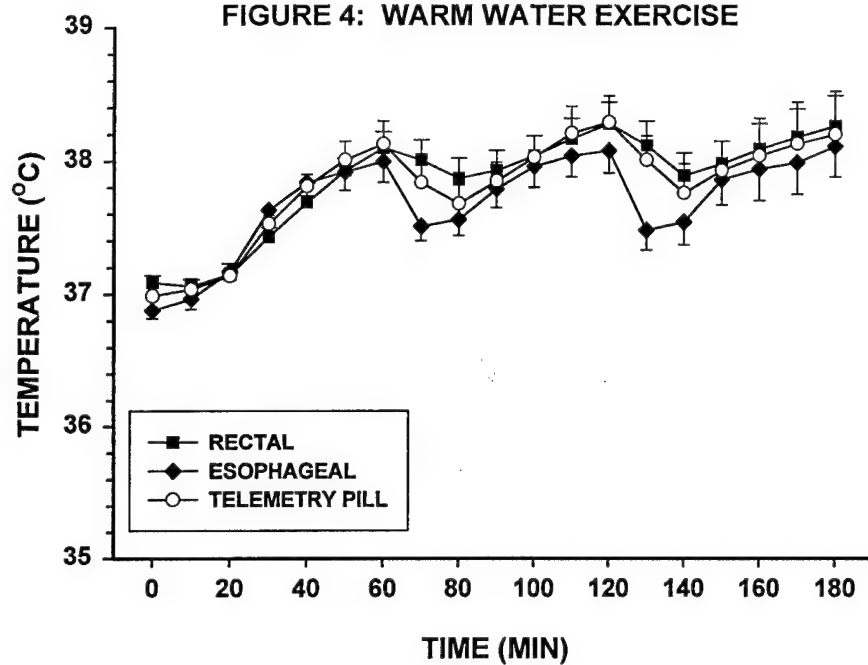 FIGURE 4: WARM WATER EXERCISE
39
38
37
36
35
TEMPERATURE (°C)
RECTAL
ESOPHAGEAL
TELEMETRY PILL
0 20 40 60 80 100 120 140 160 180
TIME (MIN)